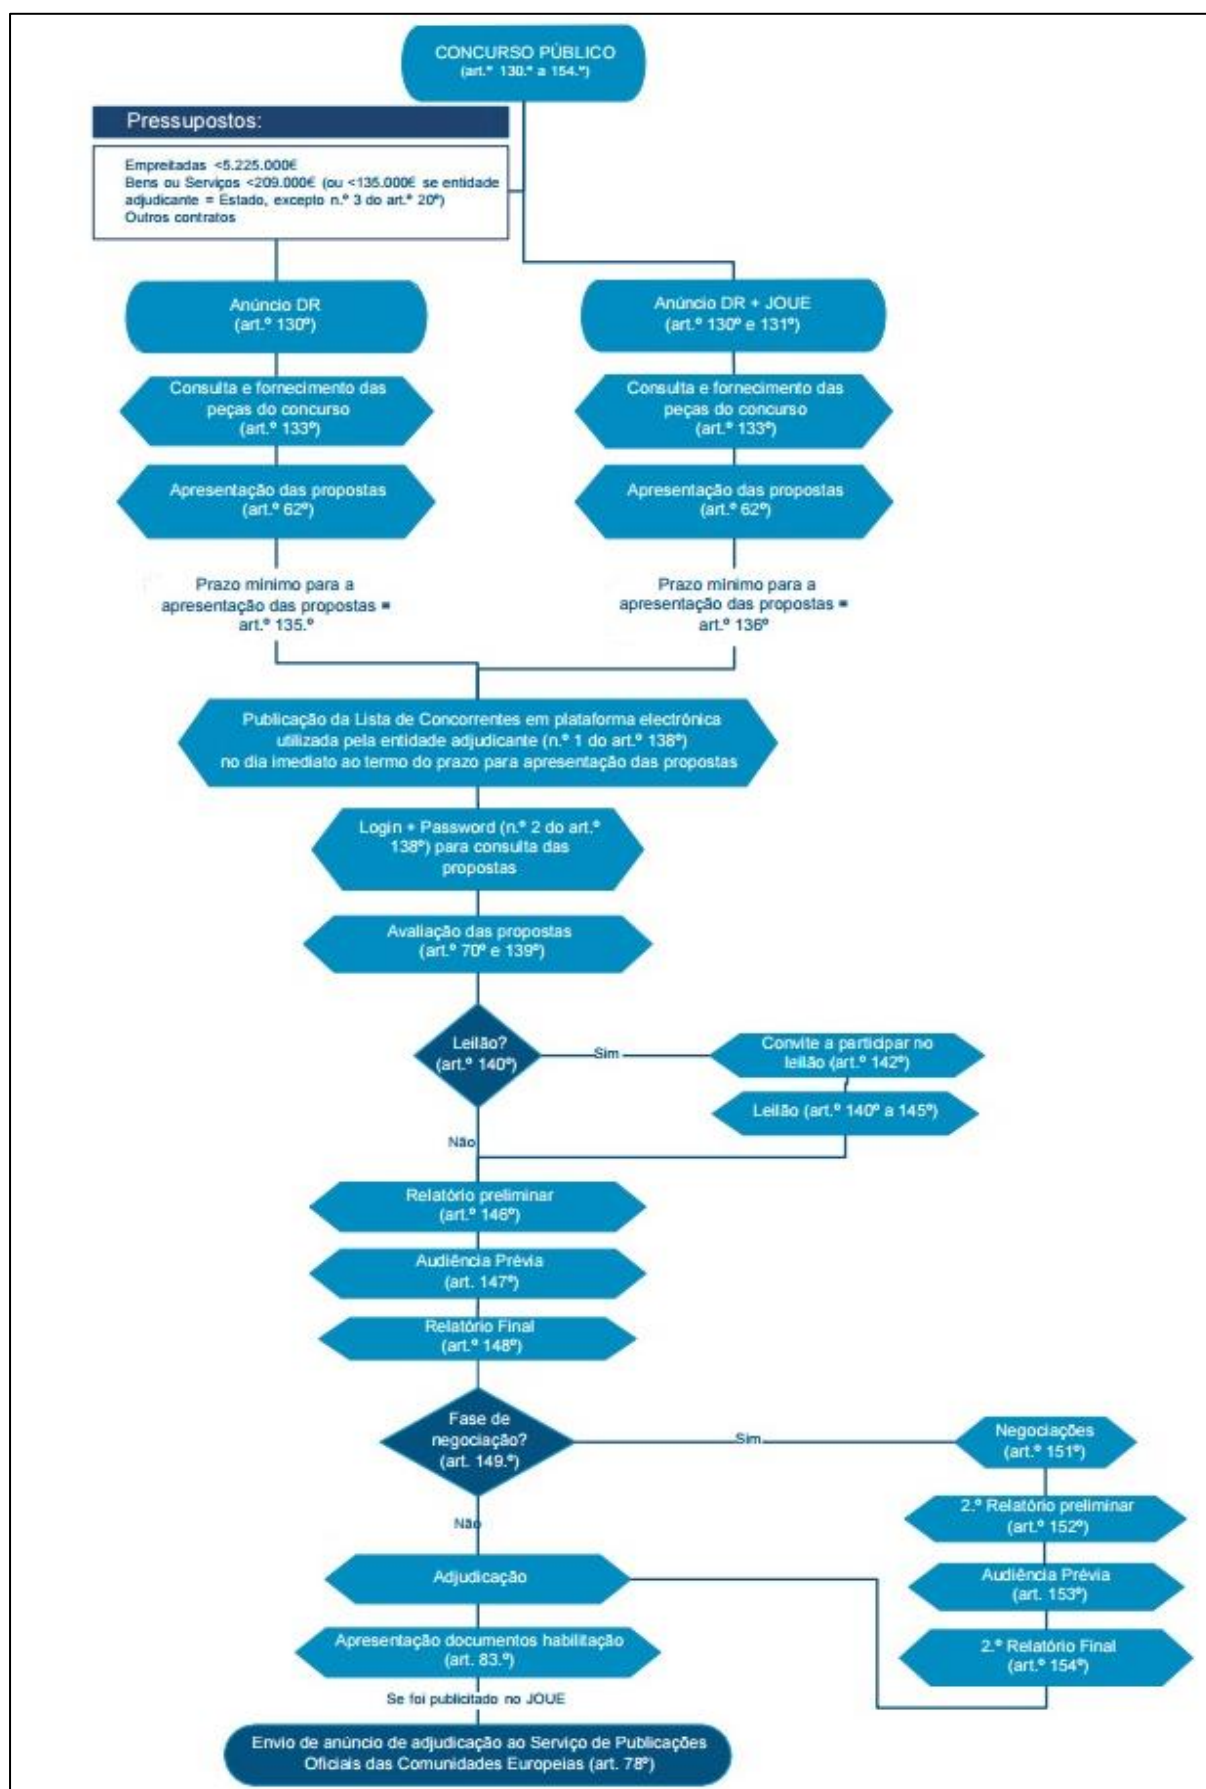 CONCURSO PÚBLICO
(art.º 130.º a 154.º)
Pressupostos:
Empreitadas <5.225.000€
Bens ou Serviços <209.000€ (ou <135.000€ se entidade
adjudicante = Estado, excepto n.º 3 do art.º 20º)
Outros contratos
Anúncio DR
(art.º 130º)
Anúncio DR + JOUE
(art.º 130º e 131º)
Consulta e fornecimento das
peças do concurso
(art.º 133º)
Consulta e fornecimento das
peças do concurso
(art.º 133º)
Apresentação das propostas
(art.º 62º)
Apresentação das propostas
(art.º 62º)
Prazo mínimo para a
apresentação das propostas =
art.º 135.º
Prazo mínimo para a
apresentação das propostas =
art.º 136º
Publicação da Lista de Concorrentes em plataforma electrónica
utilizada pela entidade adjudicante (n.º 1 do art.º 138º)
no dia imediato ao termo do prazo para apresentação das propostas
Login + Password (n.º 2 do art.º
138º) para consulta das
propostas
Avaliação das propostas
(art.º 70º e 139º)
Leilão?
(art.º 140º)
Sim
Convite a participar no
leilão (art.º 142º)
Leilão (art.º 140º a 145º)
Não
Relatório preliminar
(art.º 146º)
Audiência Prévia
(art. 147º)
Relatório Final
(art.º 148º)
Fase de
negociação?
(art. 149.º)
Sim
Negociações
(art.º 151º)
2.º Relatório preliminar
(art.º 152º)
Não
Adjudicação
Audiência Prévia
(art. 153º)
Apresentação documentos habilitação
(art. 83.º)
2.º Relatório Final
(art.º 154º)
Se foi publicitado no JOUE
Envio de anúncio de adjudicação ao Serviço de Publicações
Oficiais das Comunidades Europeias (art. 78º)